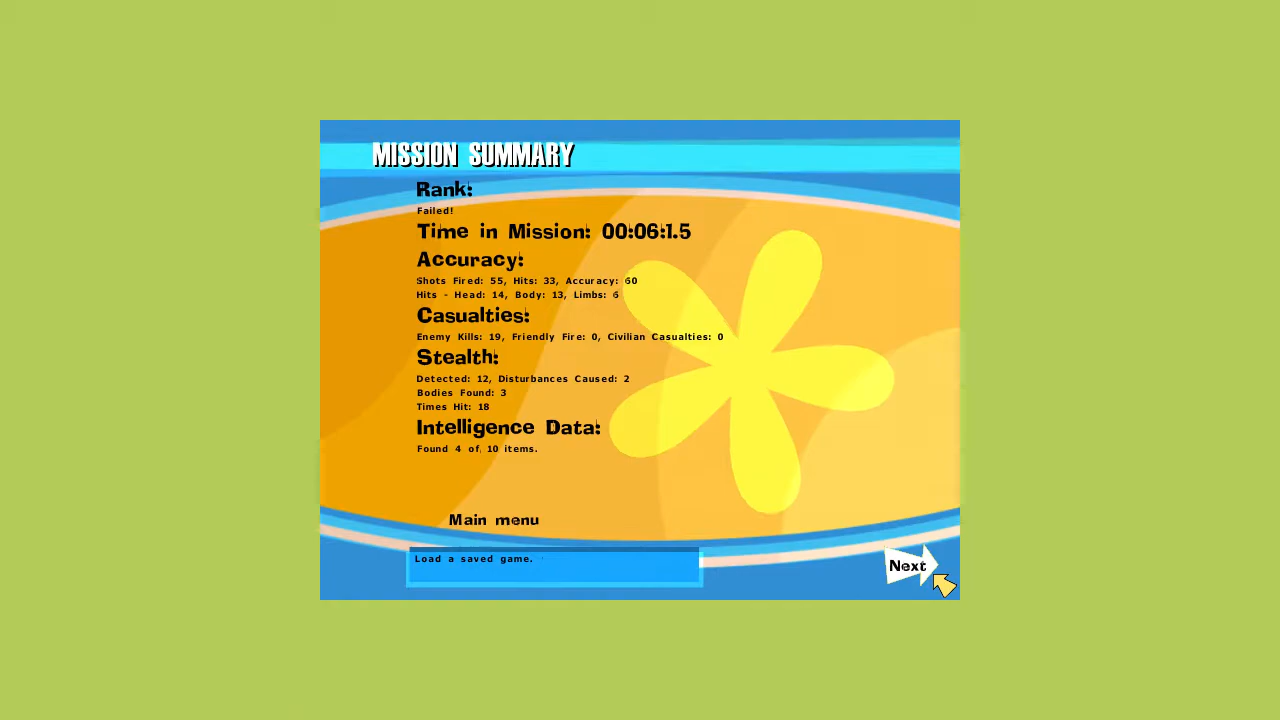 MISSION SUMMARY
Rank:
Failed!
Time in Mission: 00:06:1.5
Accuracy:
Shots Fired: 55, Hits: 33, Accuracy: 60
Hits - Head: 14, Body: 13, Limbs: 6
Casualties:
Enemy Kills: 19, Friendly Fire: 0, Civilian Casualties: 0
Stealth:
Detected: 12, Disturbances Caused: 2
Bodies Found: 3
Times Hit: 18
Intelligence Data:
Found 4 of 10 items.
Main menu
Load a saved game.
Next